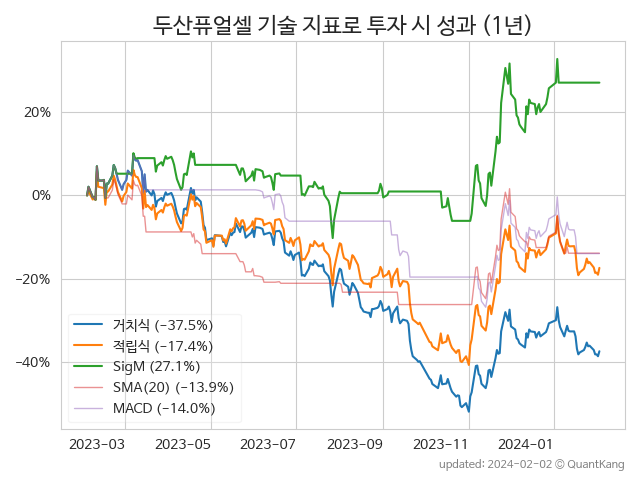 두산퓨얼셀 기술 지표로 투자 시 성과 (1년)
20%
0%
−20%
−40%
거치식 (−37.5%)
적립식 (−17.4%)
SigM (27.1%)
SMA(20) (−13.9%)
MACD (−14.0%)
2023−03 2023−05 2023−07 2023−09 2023−11 2024−01
updated: 2024−02−02 © QuantKang